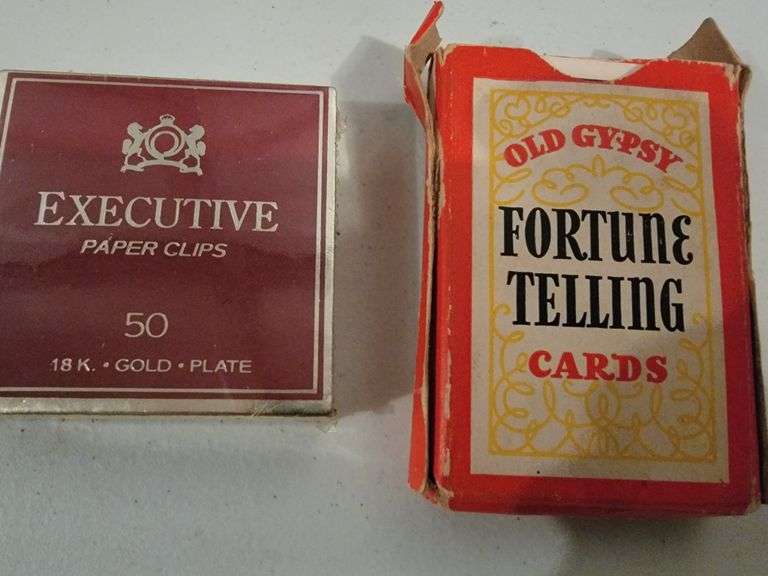 EXECUTIVE
PAPER CLIPS
50
18 K. • GOLD • PLATE
OLD GYPSY
FORTUNE
TELLING
CARDS